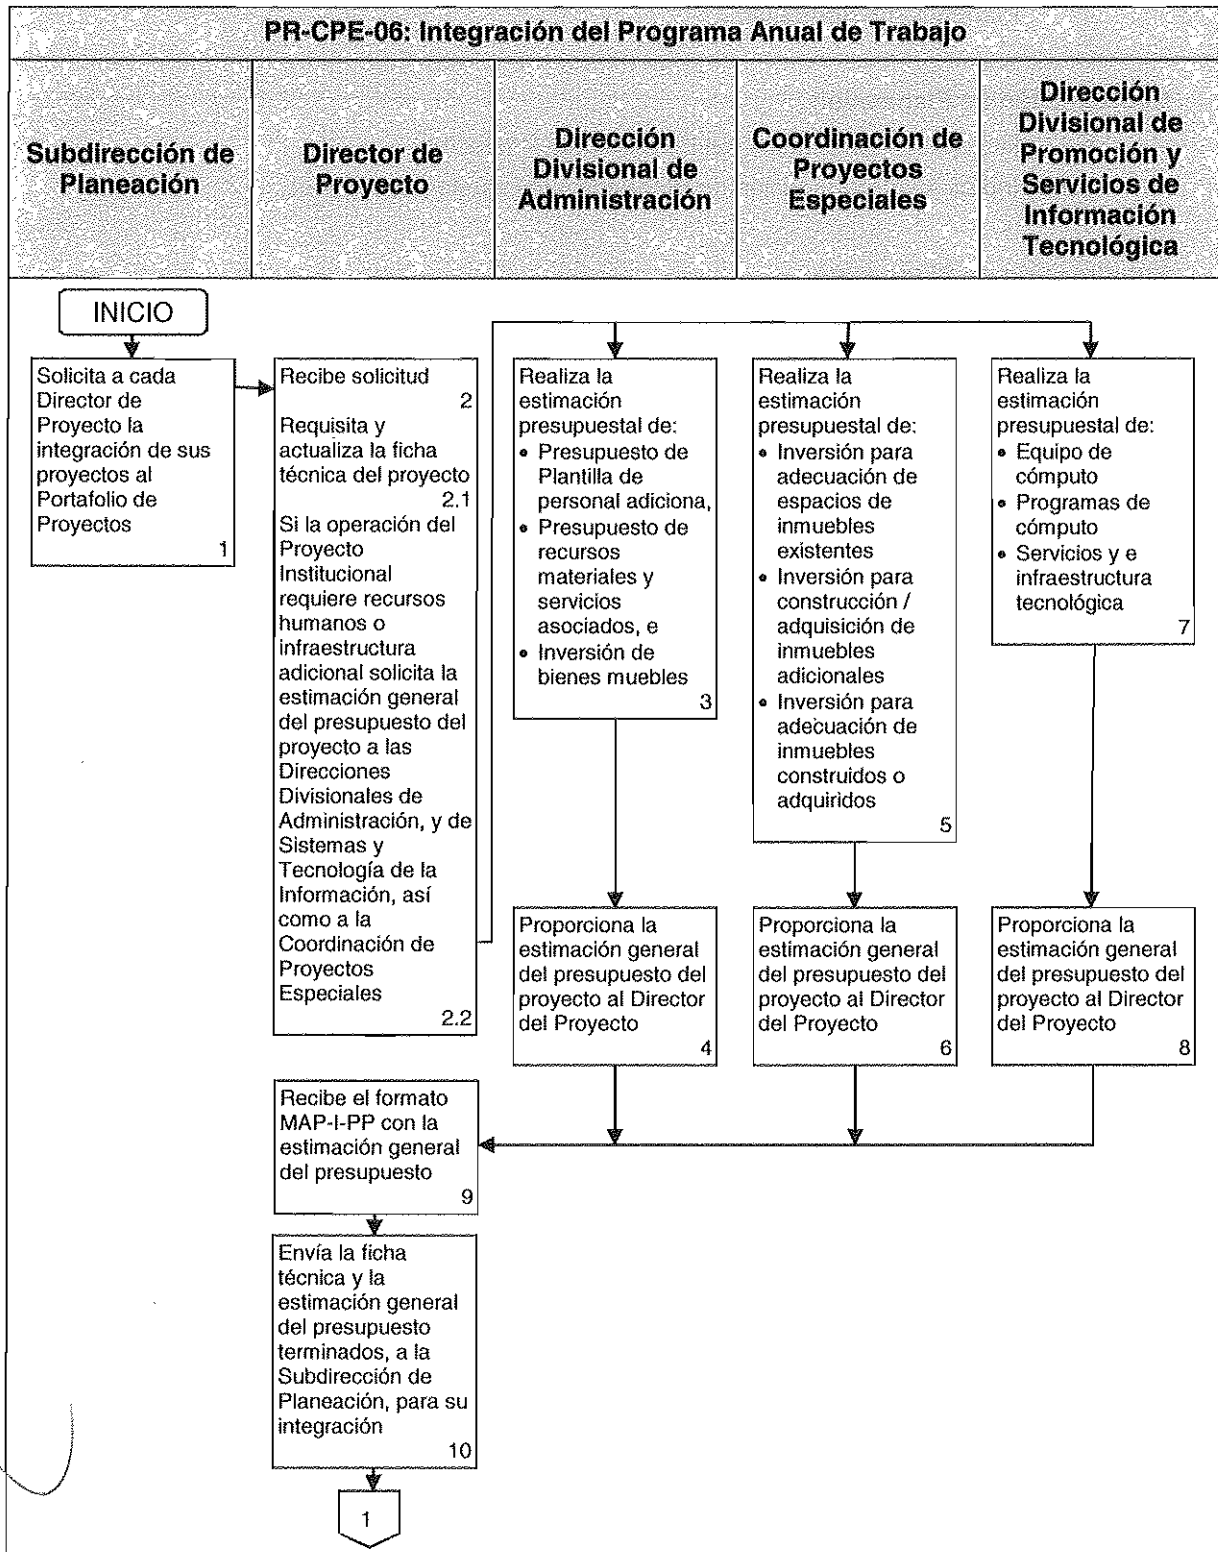 PR-CPE-06: Integración del Programa Anual de Trabajo
Subdirección de
Planeación
Director de
Proyecto
Dirección
Divisional de
Administración
Coordinación de
Proyectos
Especiales
Dirección
Divisional de
Promoción y
Servicios de
Información
Tecnológica
INICIO
Solicita a cada
Director de
Proyecto la
integración de sus
proyectos al
Portafolio de
Proyectos
1
Recibe solicitud
2
Requisita y
actualiza la ficha
técnica del proyecto
2.1
Si la operación del
Proyecto
Institucional
requiere recursos
humanos o
infraestructura
adicional solicita la
estimación general
del presupuesto del
proyecto a las
Direcciones
Divisionales de
Administración, y de
Sistemas y
Tecnología de la
Información, así
como a la
Coordinación de
Proyectos
Especiales
2.2
Realiza la
estimación
presupuestal de:
• Presupuesto de
Plantilla de
personal adiciona,
• Presupuesto de
recursos
materiales y
servicios
asociados, e
• Inversión de
bienes muebles
3
Realiza la
estimación
presupuestal de:
• Inversión para
adecuación de
espacios de
inmuebles
existentes
• Inversión para
construcción /
adquisición de
inmuebles
adicionales
• Inversión para
adecuación de
inmuebles
construidos o
adquiridos
5
Realiza la
estimación
presupuestal de:
• Equipo de
cómputo
• Programas de
cómputo
• Servicios y e
infraestructura
tecnológica
7
Proporciona la
estimación general
del presupuesto del
proyecto al Director
del Proyecto
4
Proporciona la
estimación general
del presupuesto del
proyecto al Director
del Proyecto
6
Proporciona la
estimación general
del presupuesto del
proyecto al Director
del Proyecto
8
Recibe el formato
MAP-I-PP con la
estimación general
del presupuesto
9
Envía la ficha
técnica y la
estimación general
del presupuesto
terminados, a la
Subdirección de
Planeación, para su
integración
10
1